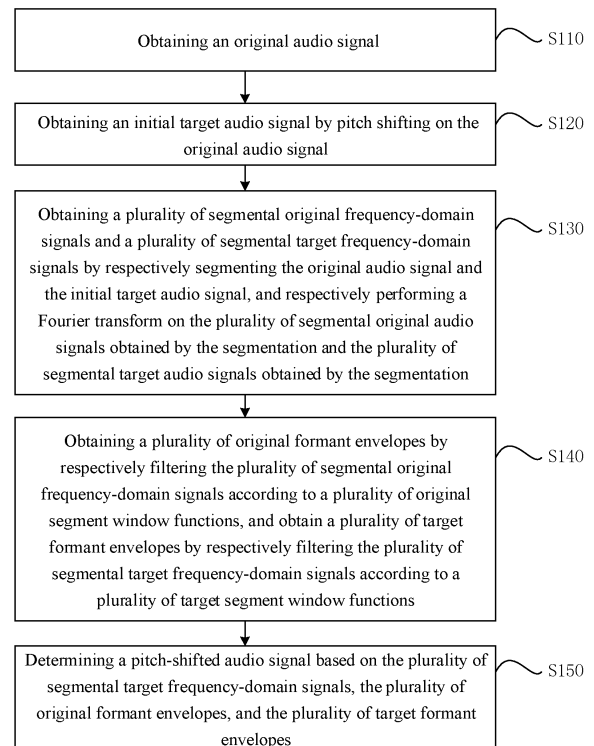 Obtaining an original audio signal
S110
Obtaining an initial target audio signal by pitch shifting on the
original audio signal
S120
Obtaining a plurality of segmental original frequency-domain
signals and a plurality of segmental target frequency-domain
signals by respectively segmenting the original audio signal and
the initial target audio signal, and respectively performing a
Fourier transform on the plurality of segmental original audio
signals obtained by the segmentation and the plurality of
segmental target audio signals obtained by the segmentation
S130
Obtaining a plurality of original formant envelopes by
respectively filtering the plurality of segmental original
frequency-domain signals according to a plurality of original
segment window functions, and obtain a plurality of target
formant envelopes by respectively filtering the plurality of
segmental target frequency-domain signals according to a
plurality of target segment window functions
S140
Determining a pitch-shifted audio signal based on the plurality of
segmental target frequency-domain signals, the plurality of
original formant envelopes, and the plurality of target formant
envelopes
S150